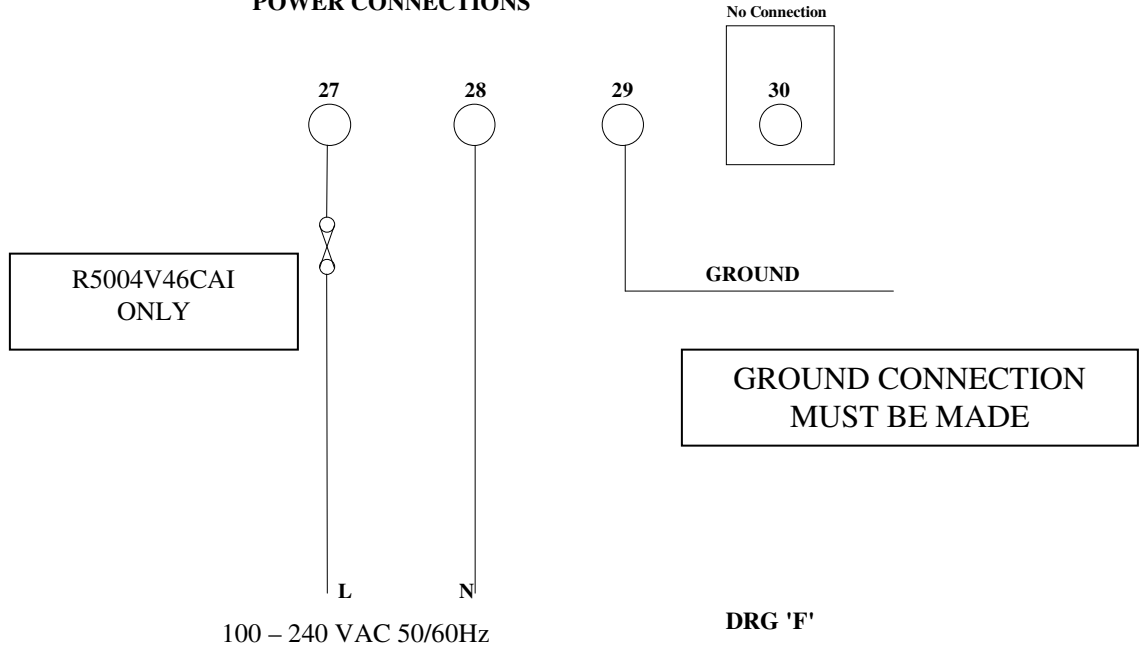 POWER CONNECTIONS
No Connection
27 28 29 30
R5004V46CAI
ONLY
GROUND
GROUND CONNECTION
MUST BE MADE
L N
100 – 240 VAC 50/60Hz
DRG 'F'